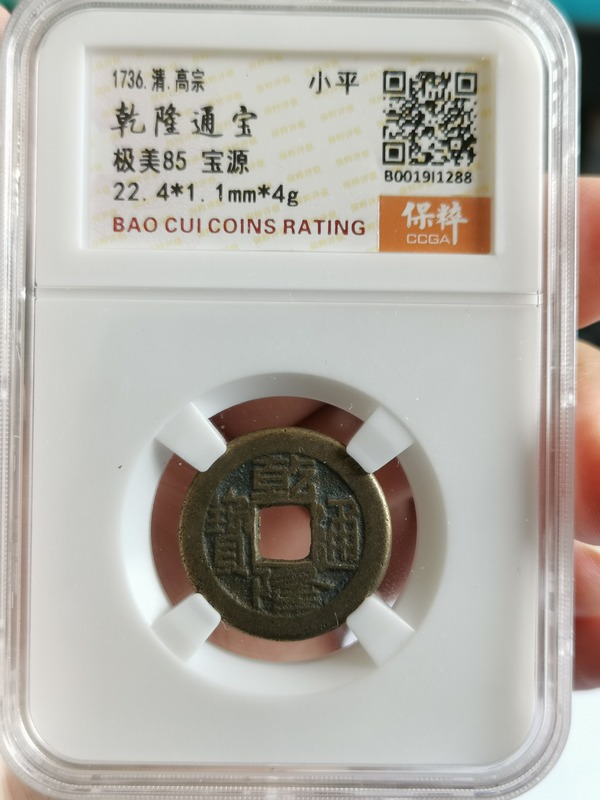 1736.清.高宗 小平
乾隆通宝
极美85 宝源
22.4*1.1mm*4g
BAO CUI COINS RATING
B0019I1288
保粹
CCGA
乾隆通寶